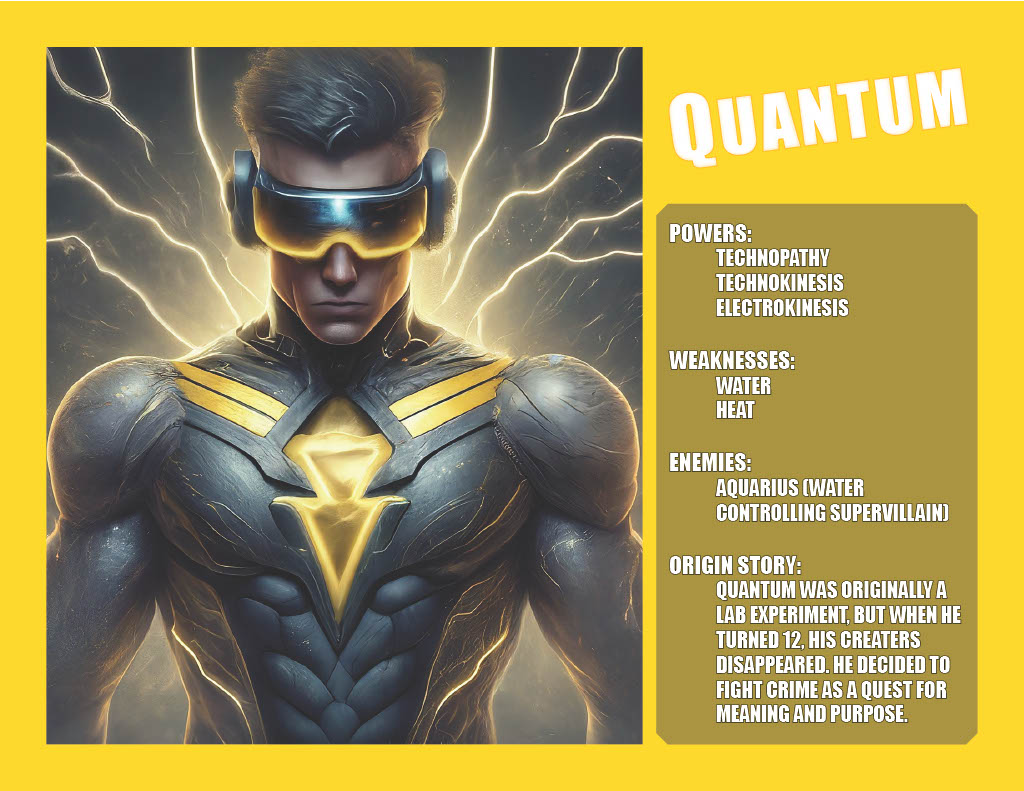 QUANTUM
POWERS:
TECHNOPATHY
TECHNOKINESIS
ELECTROKINESIS
WEAKNESSES:
WATER
HEAT
ENEMIES:
AQUARIUS (WATER
CONTROLLING SUPERVILLAIN)
ORIGIN STORY:
QUANTUM WAS ORIGINALLY A
LAB EXPERIMENT, BUT WHEN HE
TURNED 12, HIS CREATERS
DISAPPEARED. HE DECIDED TO
FIGHT CRIME AS A QUEST FOR
MEANING AND PURPOSE.